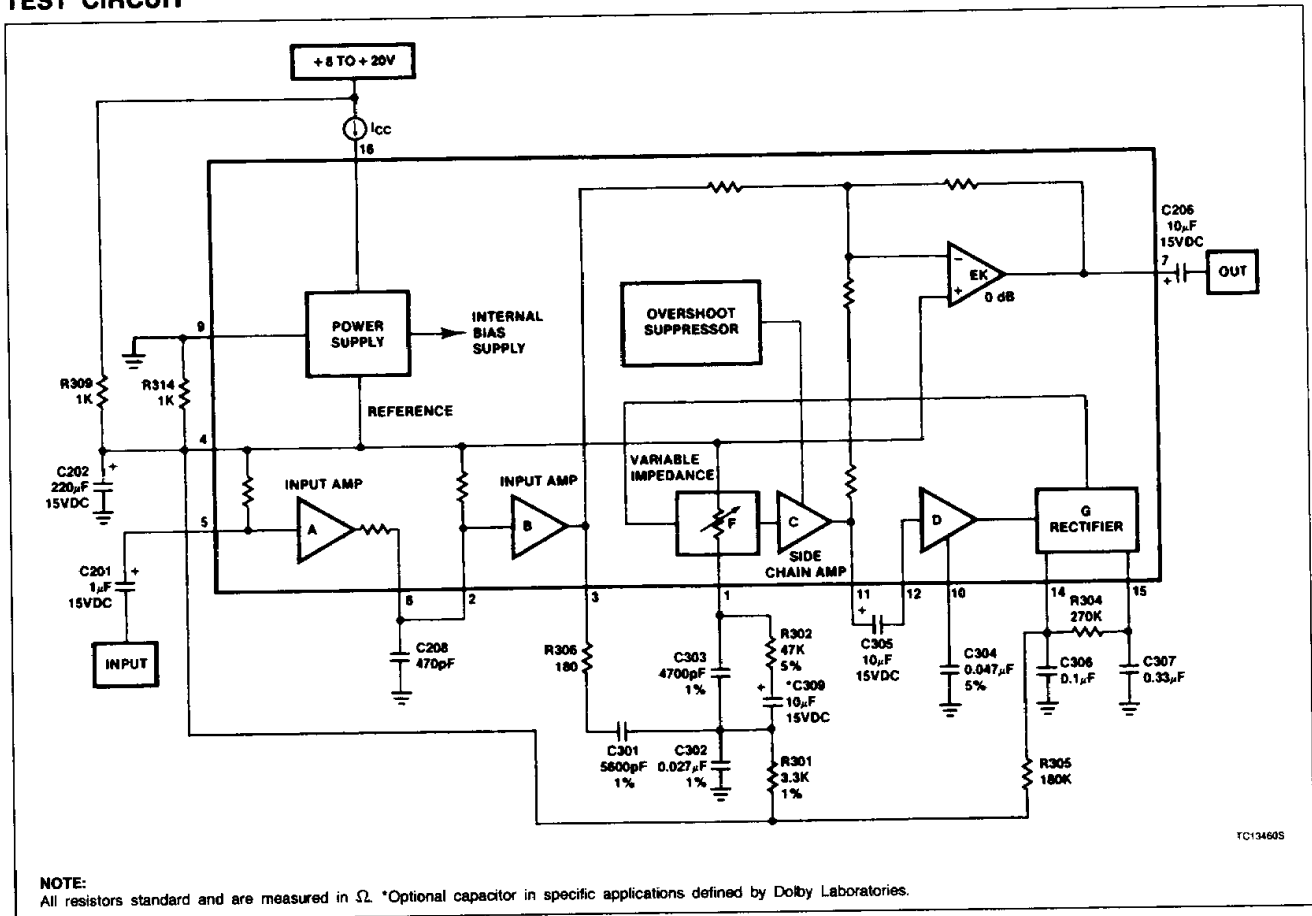 TEST CIRCUIT
+8 TO +20V
ICC
16
C206
10μF
15VDC
7
+
OUT
−
EK
+
0 dB
OVERSHOOT
SUPPRESSOR
9
POWER
SUPPLY
INTERNAL
BIAS
SUPPLY
R309
1K
R314
1K
REFERENCE
4
C202
220μF
15VDC
+
INPUT AMP
INPUT AMP
VARIABLE
IMPEDANCE
5
A
B
F
C
D
G
RECTIFIER
SIDE
CHAIN AMP
C201
1μF
15VDC
+
6
2
3
1
11
12
10
14
15
INPUT
C208
470pF
R306
180
C303
4700pF
1%
R302
47K
5%
+
*C309
10μF
15VDC
+
C305
10μF
15VDC
C304
0.047μF
5%
R304
270K
C306
0.1μF
C307
0.33μF
C301
5600pF
1%
C302
0.027μF
1%
R301
3.3K
1%
R305
180K
TC13460S
NOTE:
All resistors standard and are measured in Ω. *Optional capacitor in specific applications defined by Dolby Laboratories.